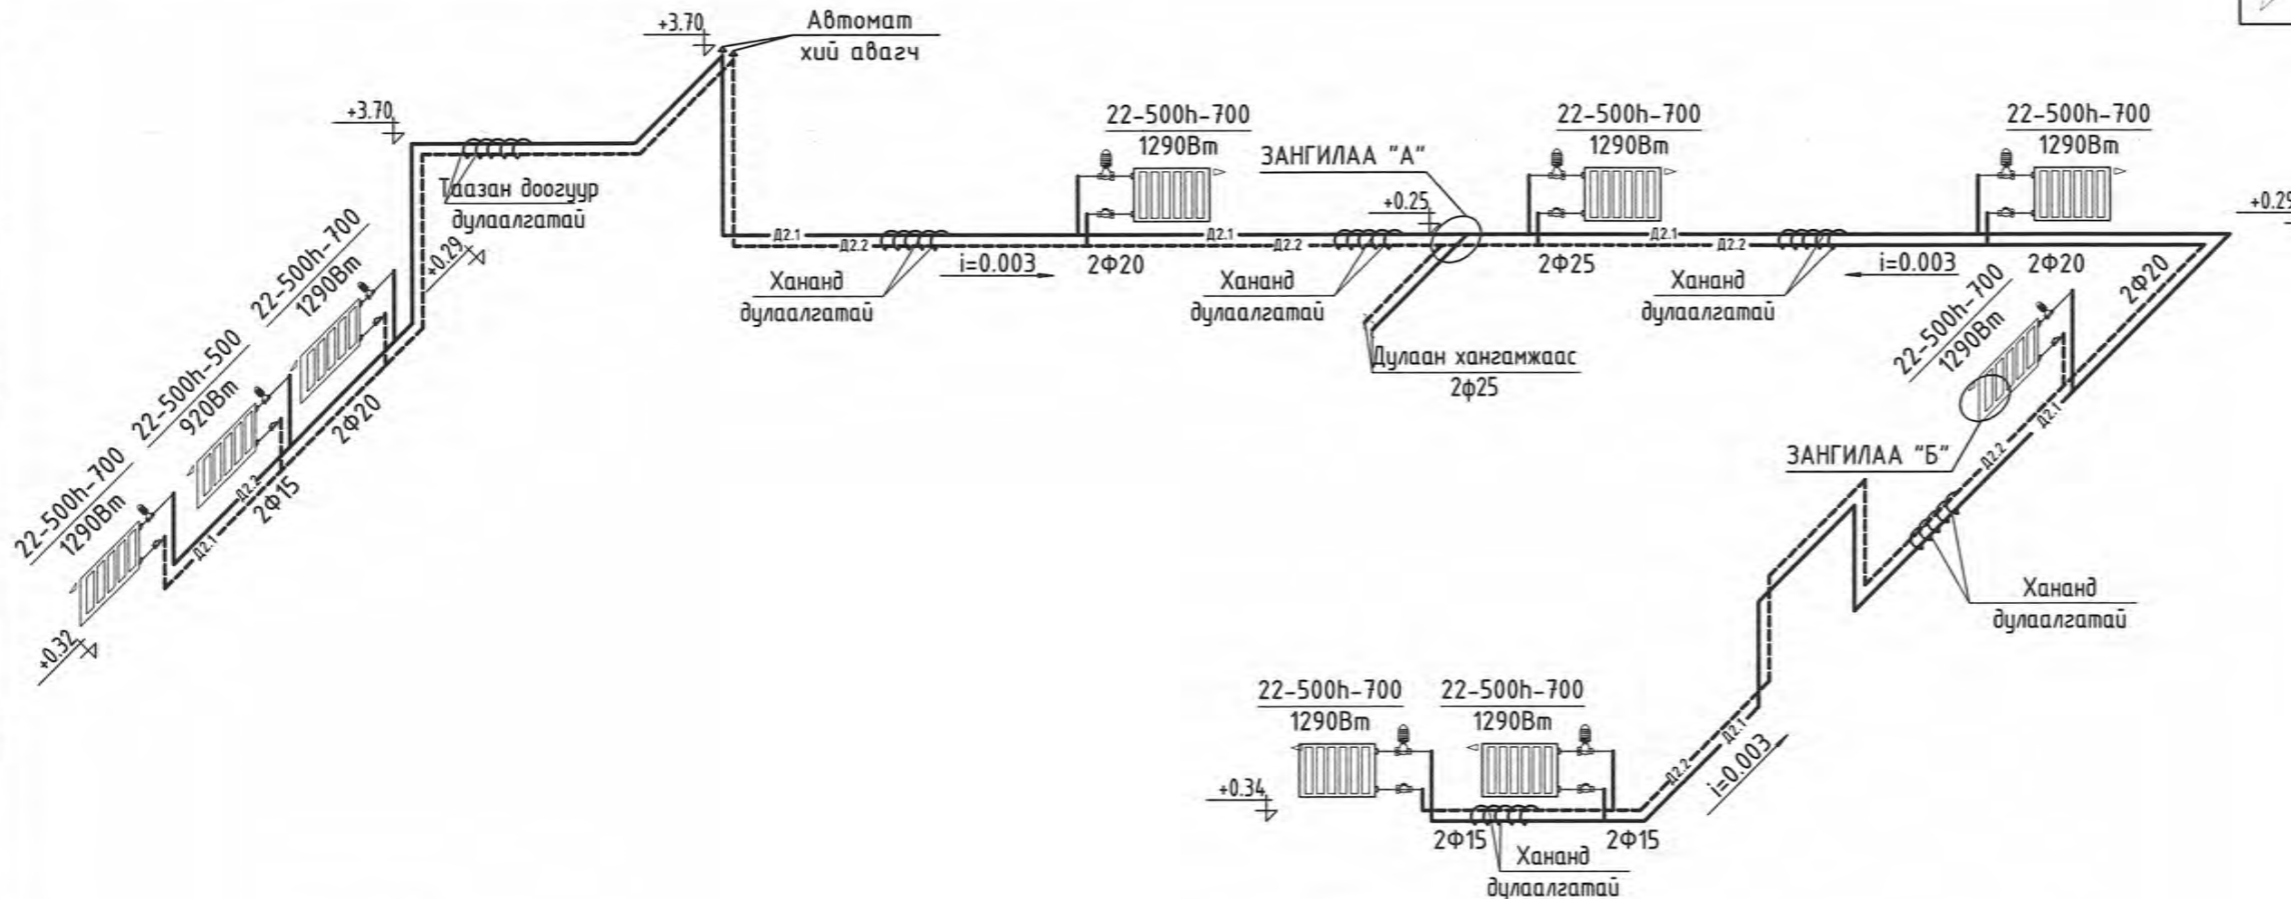 +3.70
Автомат
хий авагч
+3.70
Таазан доогуур
дулаалгатай
+0.29
22-500h-700
1290Вт
22-500h-500
920Вт
22-500h-700
1290Вт
2Ф20
2Ф15
Д2.2
Д2.1
+0.32
Д2.1
Д2.2
Хананд
дулаалгатай
i=0.003
22-500h-700
1290Вт
2Ф20
ЗАНГИЛАА "А"
+0.25
Д2.1
Д2.2
Хананд
дулаалгатай
Дулаан хангамжаас
2ф25
22-500h-700
1290Вт
2Ф25
Д2.1
Д2.2
Хананд
дулаалгатай
i=0.003
22-500h-700
1290Вт
2Ф20
+0.29
2Ф20
22-500h-700
1290Вт
Д2.1
Д2.2
ЗАНГИЛАА "Б"
Хананд
дулаалгатай
22-500h-700
1290Вт
22-500h-700
1290Вт
+0.34
Д2.1
Д2.2
i=0.003
2Ф15
2Ф15
Хананд
дулаалгатай